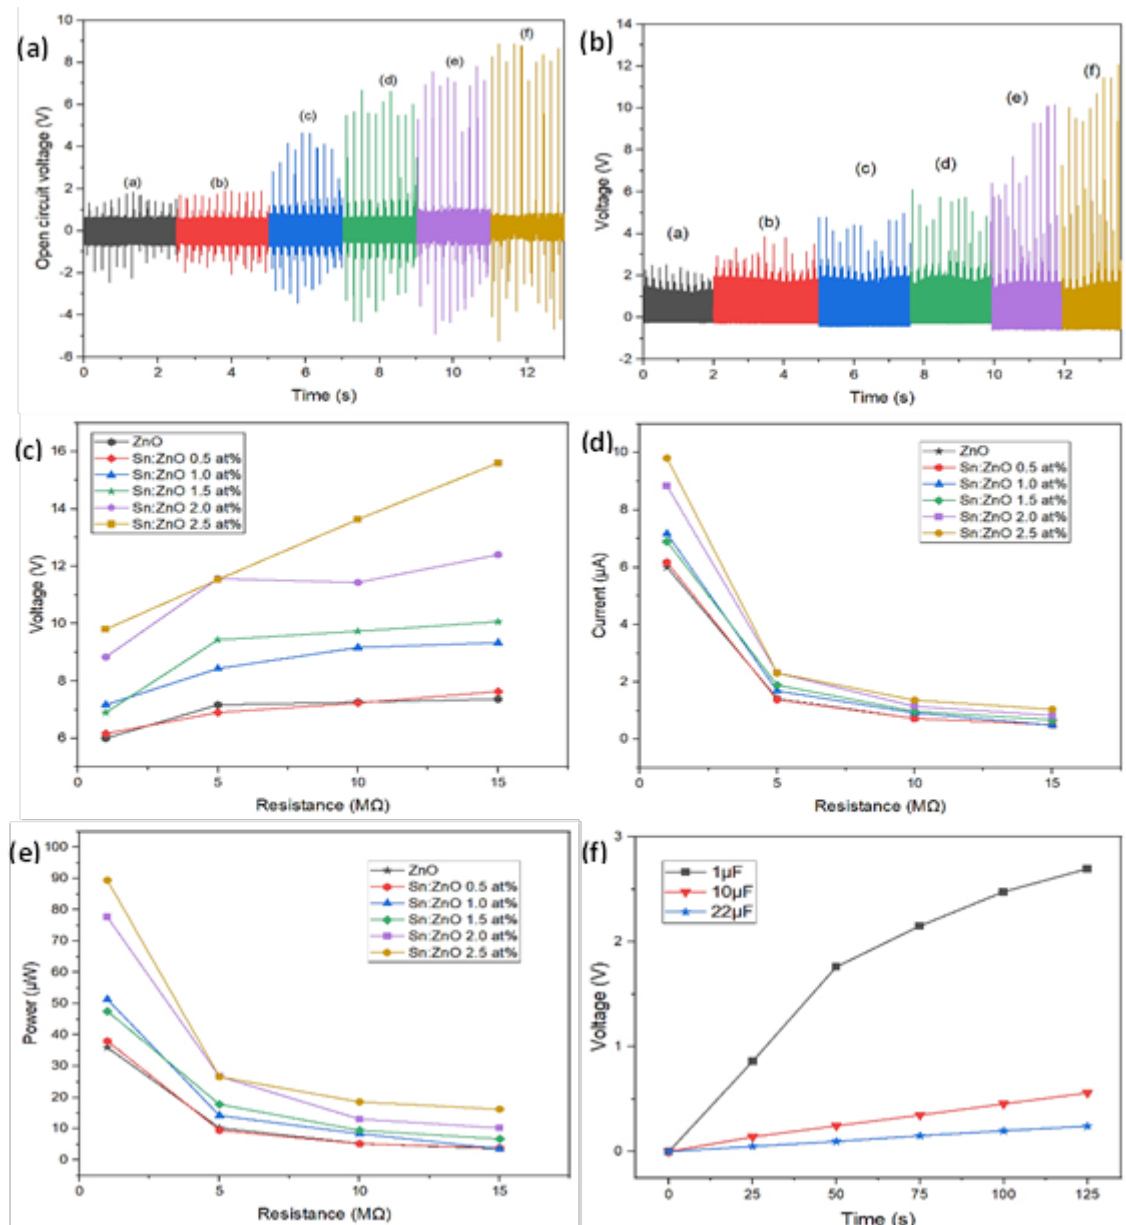 (a)
10
8
6
4
2
0
-2
-4
-6
Open circuit voltage (V)
(a)
(b)
(c)
(d)
(e)
(f)
0 2 4 6 8 10 12
Time (s)
(b)
14
12
10
8
6
4
2
0
-2
Voltage (V)
(a)
(b)
(c)
(d)
(e)
(f)
0 2 4 6 8 10 12
Time (s)
(c)
16
14
12
10
8
6
Voltage (V)
ZnO
Sn:ZnO 0.5 at%
Sn:ZnO 1.0 at%
Sn:ZnO 1.5 at%
Sn:ZnO 2.0 at%
Sn:ZnO 2.5 at%
0 5 10 15
Resistance (MΩ)
(d)
10
8
6
4
2
0
Current (µA)
ZnO
Sn:ZnO 0.5 at%
Sn:ZnO 1.0 at%
Sn:ZnO 1.5 at%
Sn:ZnO 2.0 at%
Sn:ZnO 2.5 at%
0 5 10 15
Resistance (MΩ)
(e)
100
90
80
70
60
50
40
30
20
10
0
Power (µW)
ZnO
Sn:ZnO 0.5 at%
Sn:ZnO 1.0 at%
Sn:ZnO 1.5 at%
Sn:ZnO 2.0 at%
Sn:ZnO 2.5 at%
0 5 10 15
Resistance (MΩ)
(f)
3
2
1
0
Voltage (V)
1µF
10µF
22µF
0 25 50 75 100 125
Time (s)